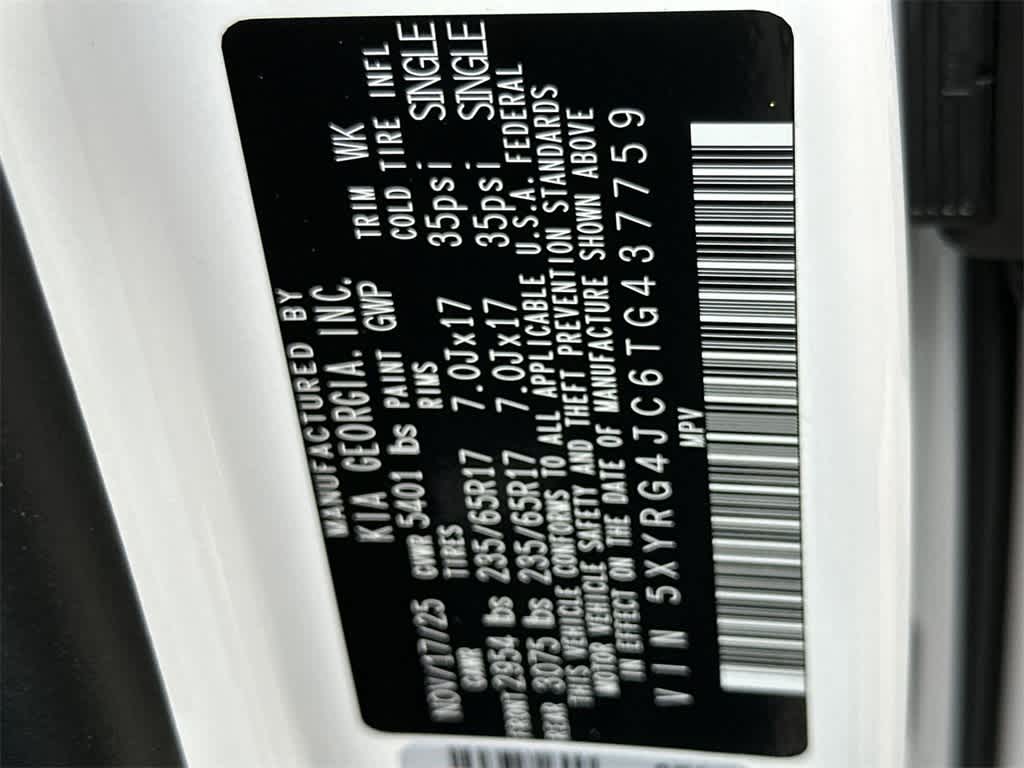 MANUFACTURED BY
KIA GEORGIA. INC.
NOV/17/25 GVWR 5401 lbs PAINT GWP TRIM WK
GAWR TIRES RIMS COLD TIRE INFL
FRONT 2954 lbs 235/65R17 7.0Jx17 35psi SINGLE
REAR 3075 lbs 235/65R17 7.0Jx17 35psi SINGLE
THIS VEHICLE CONFORMS TO ALL APPLICABLE U.S.A. FEDERAL
MOTOR VEHICLE SAFETY AND THEFT PREVENTION STANDARDS
IN EFFECT ON THE DATE OF MANUFACTURE SHOWN ABOVE
VIN 5XYRG4JC6TG437759
MPV